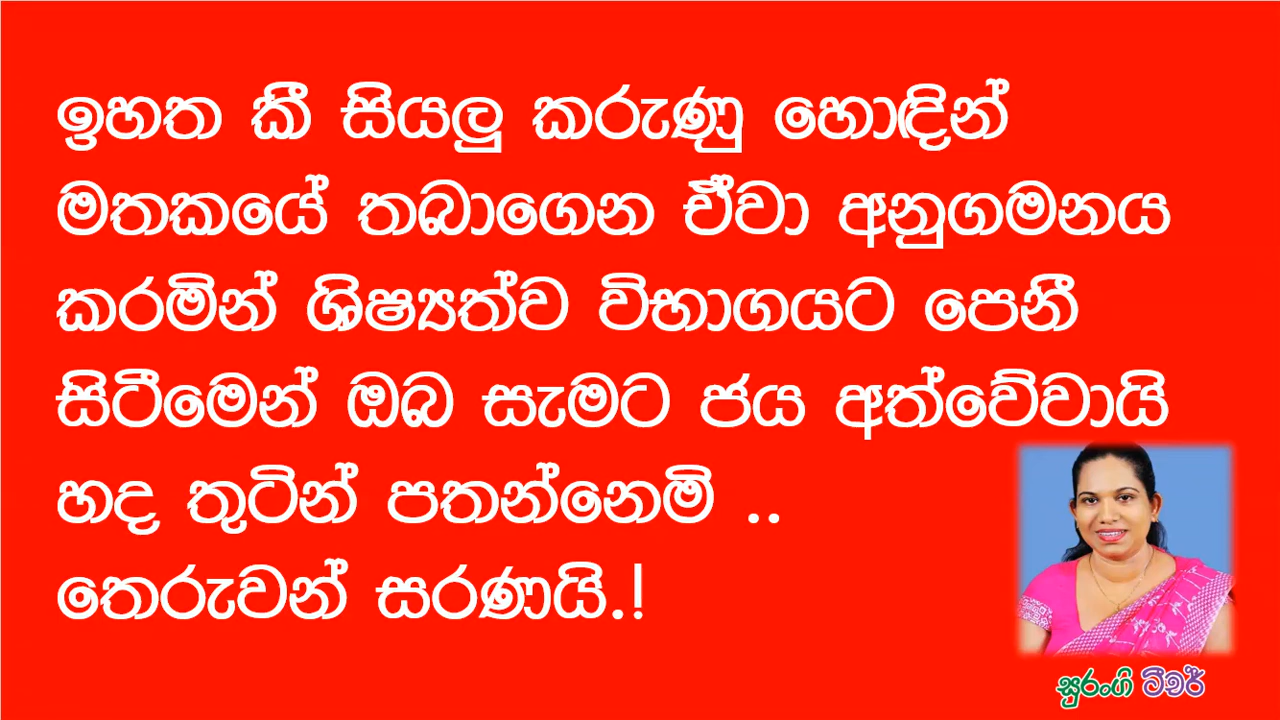 ඉහත කී සියලු කරුණු හොඳින්
මතකයේ තබාගෙන ඒවා අනුගමනය
කරමින් ශිෂ්‍යත්ව විභාගයට පෙනී
සිටීමෙන් ඔබ සැමට ජය අත්වේවායි
හද තුටින් පතන්නෙමි ..
තෙරුවන් සරණයි.!
සුරංගි ටීචර්